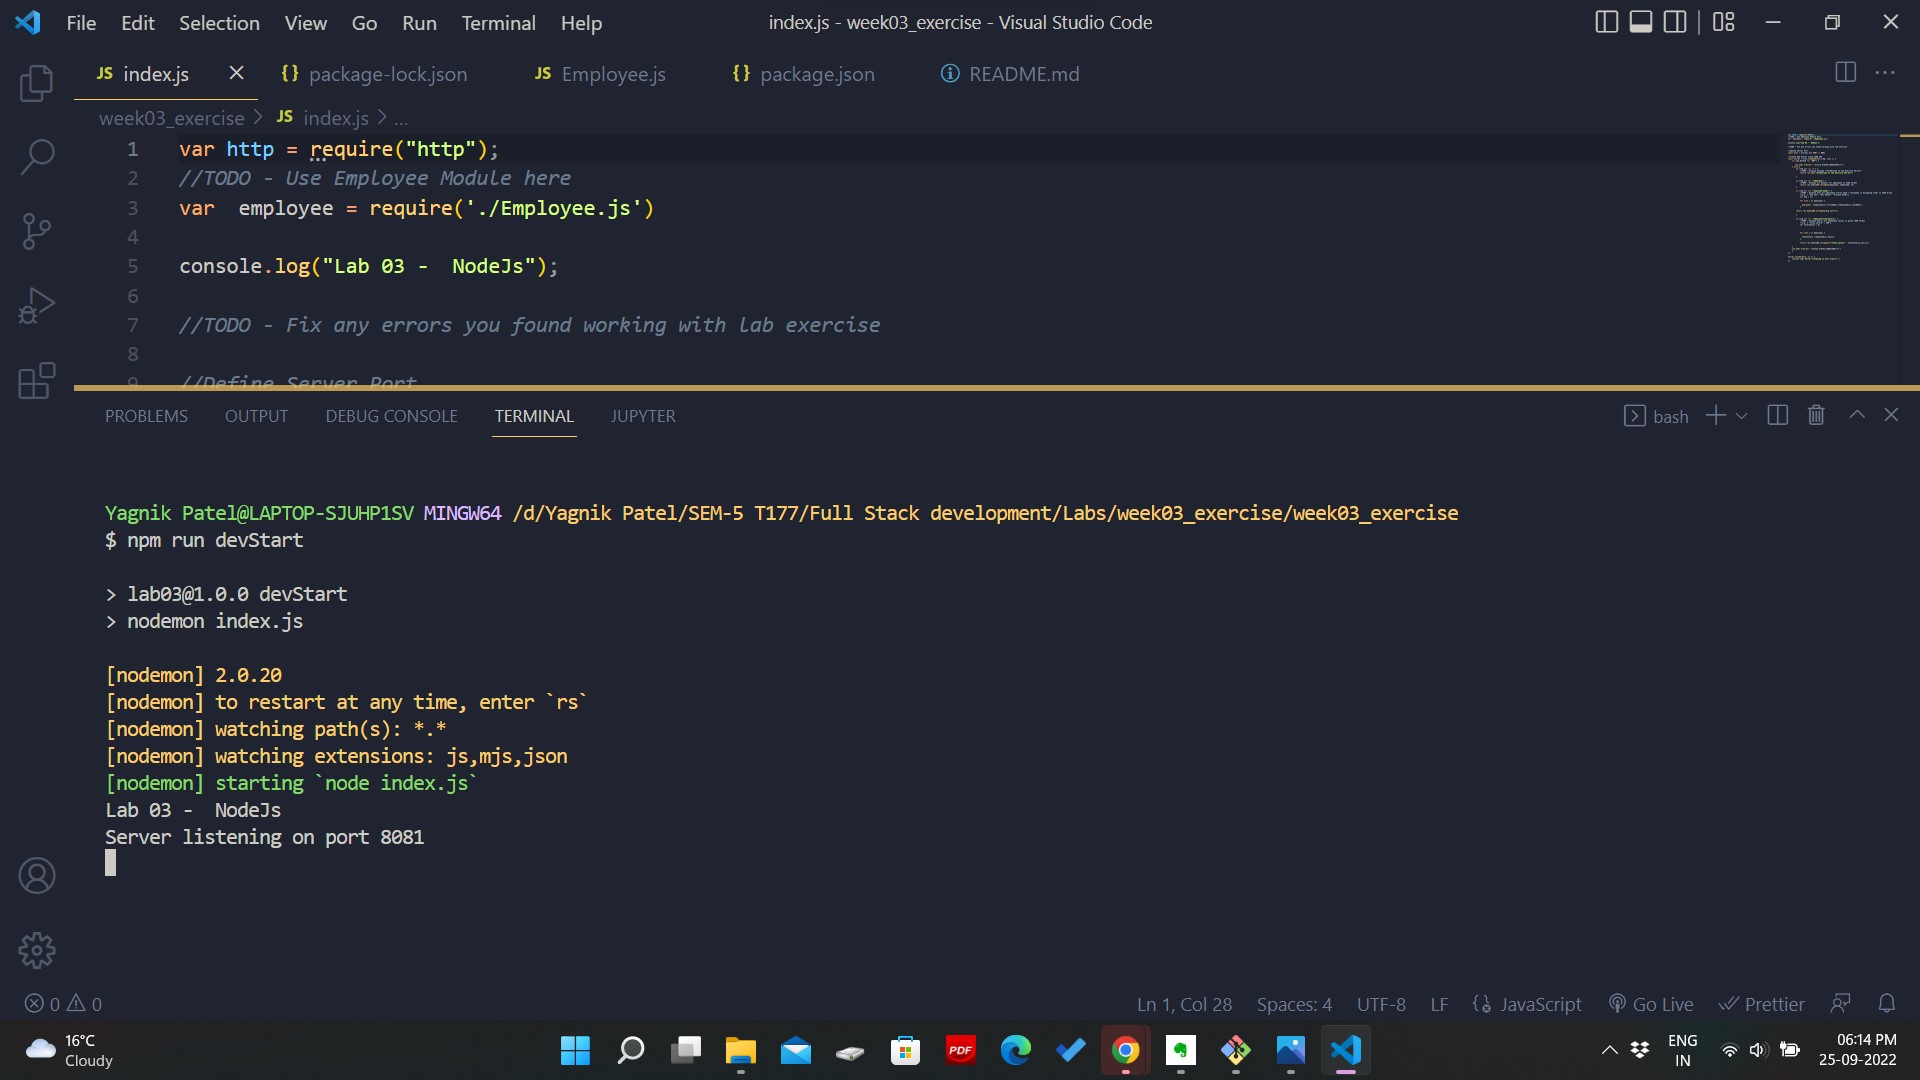 File Edit Selection View Go Run Terminal Help
index.js - week03_exercise - Visual Studio Code
JS index.js {} package-lock.json JS Employee.js {} package.json README.md
week03_exercise > JS index.js > ...
1 var http = require("http");
2 //TODO - Use Employee Module here
3 var  employee = require('./Employee.js')
4
5 console.log("Lab 03 -  NodeJs");
6
7 //TODO - Fix any errors you found working with lab exercise
8
9 //Define Server Port
PROBLEMS OUTPUT DEBUG CONSOLE TERMINAL JUPYTER
bash
Yagnik Patel@LAPTOP-SJUHP1SV MINGW64 /d/Yagnik Patel/SEM-5 T177/Full Stack development/Labs/week03_exercise/week03_exercise
$ npm run devStart
> lab03@1.0.0 devStart
> nodemon index.js
[nodemon] 2.0.20
[nodemon] to restart at any time, enter `rs`
[nodemon] watching path(s): *.*
[nodemon] watching extensions: js,mjs,json
[nodemon] starting `node index.js`
Lab 03 -  NodeJs
Server listening on port 8081
0 0
Ln 1, Col 28 Spaces: 4 UTF-8 LF {} JavaScript Go Live Prettier
16°C
Cloudy
PDF
ENG
IN
06:14 PM
25-09-2022